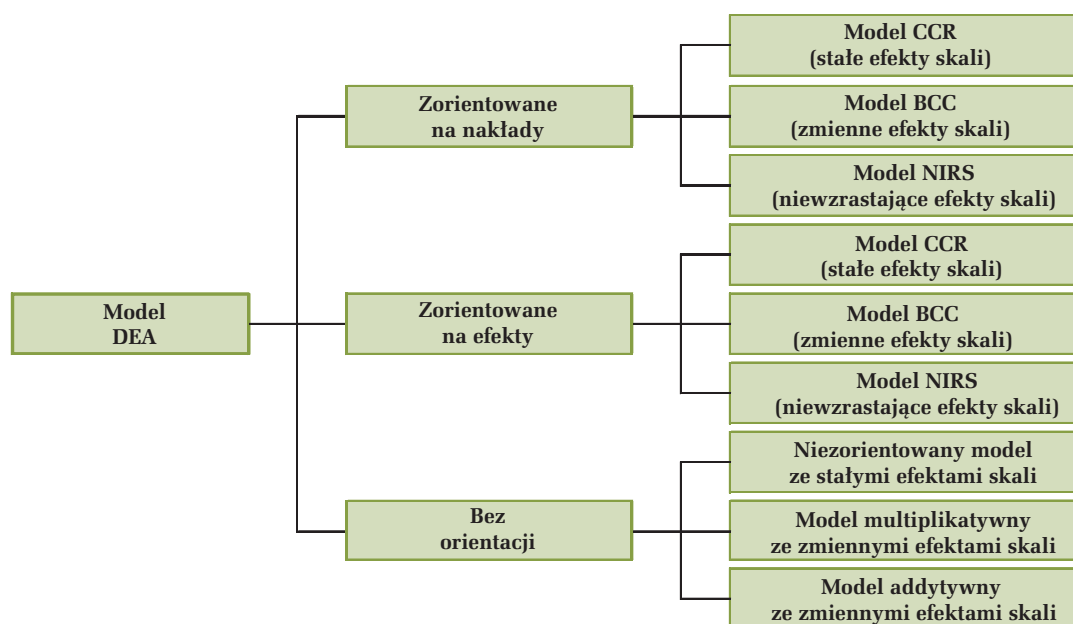 Model
DEA
Zorientowane
na nakłady
Model CCR
(stałe efekty skali)
Model BCC
(zmienne efekty skali)
Model NIRS
(niewzrastające efekty skali)
Zorientowane
na efekty
Model CCR
(stałe efekty skali)
Model BCC
(zmienne efekty skali)
Model NIRS
(niewzrastające efekty skali)
Bez
orientacji
Niezorientowany model
ze stałymi efektami skali
Model multiplikatywny
ze zmiennymi efektami skali
Model addytywny
ze zmiennymi efektami skali